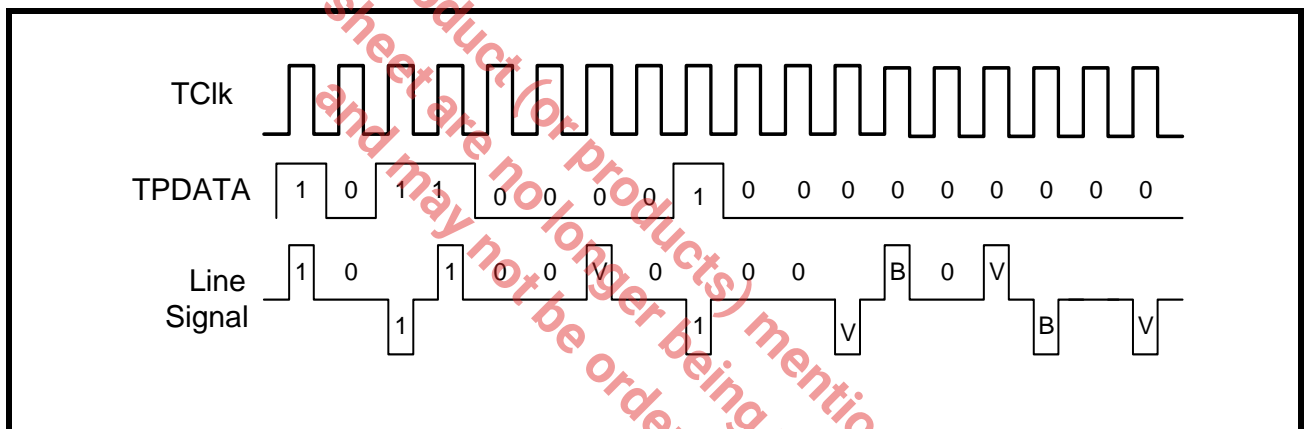 TClk
TPDATA 1 0 1 1 0 0 0 0 1 0 0 0 0 0 0 0 0 0
Line Signal
1 0 1 0 0 V 0 0 0 B 0 V
1 1 V B V
product (or products) mentio
sheet are no longer being
and may not be orde